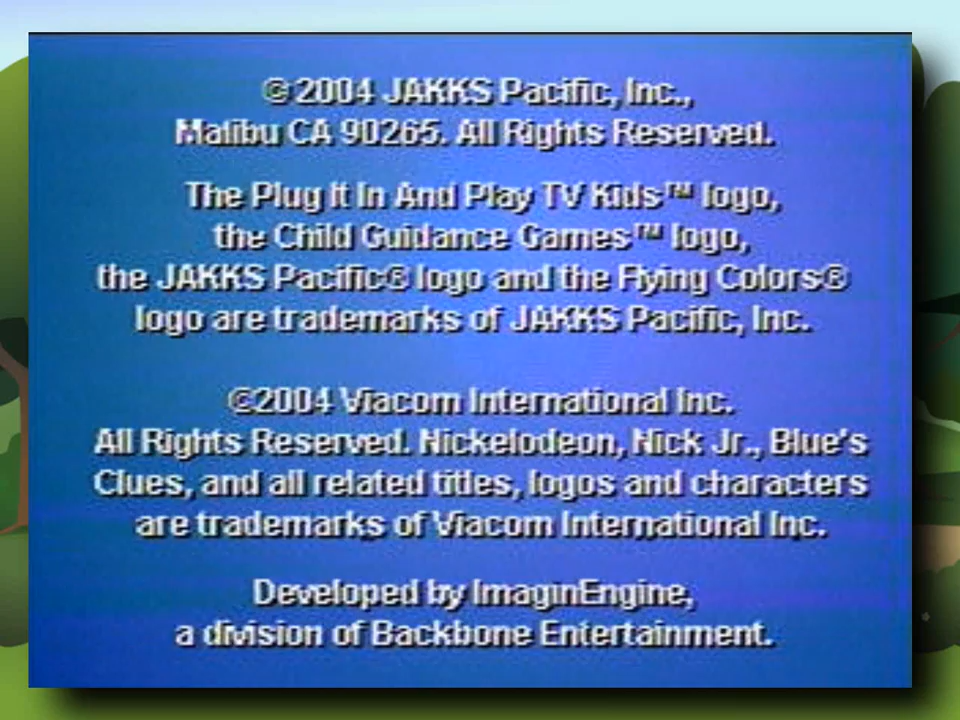 ©2004 JAKKS Pacific, Inc.,
Malibu CA 90265. All Rights Reserved.
The Plug It In And Play TV Kids™ logo,
the Child Guidance Games™ logo,
the JAKKS Pacific® logo and the Flying Colors®
logo are trademarks of JAKKS Pacific, Inc.
©2004 Viacom International Inc.
All Rights Reserved. Nickelodeon, Nick Jr., Blue's
Clues, and all related titles, logos and characters
are trademarks of Viacom International Inc.
Developed by ImaginEngine,
a division of Backbone Entertainment.